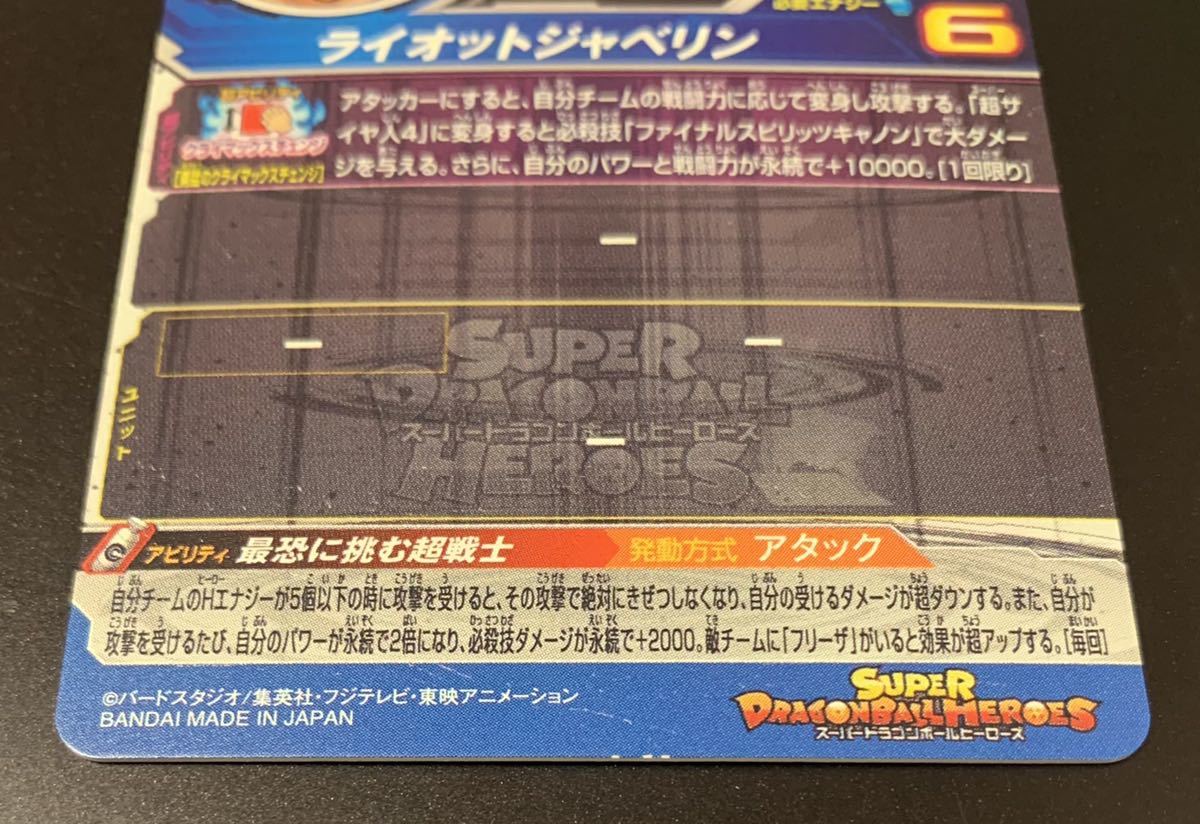 必要エナジー
6
ライオットジャベリン
超アビリティ
クライマックスチェンジ
アタッカーにすると、自分チームの戦闘力に応じて変身し攻撃する。「超サ
イヤ人4」に変身すると必殺技「ファイナルスピリッツキャノン」で大ダメー
ジを与える。さらに、自分のパワーと戦闘力が永続で+10000。[1回限り]
ー
ー
ー
ー
SUPER
DRAGONBALL
スーパードラゴンボールヒーローズ
HEROES
ユニット
アビリティ 最恐に挑む超戦士 発動方式 アタック
自分チームのHエナジーが5個以下の時に攻撃を受けると、その攻撃で絶対にきぜつしなくなり、自分の受けるダメージが超ダウンする。また、自分が
攻撃を受けるたび、自分のパワーが永続で2倍になり、必殺技ダメージが永続で+2000。敵チームに「フリーザ」がいると効果が超アップする。[毎回]
©バードスタジオ/集英社・フジテレビ・東映アニメーション
BANDAI MADE IN JAPAN
SUPER
DRAGONBALL HEROES
スーパードラゴンボールヒーローズ